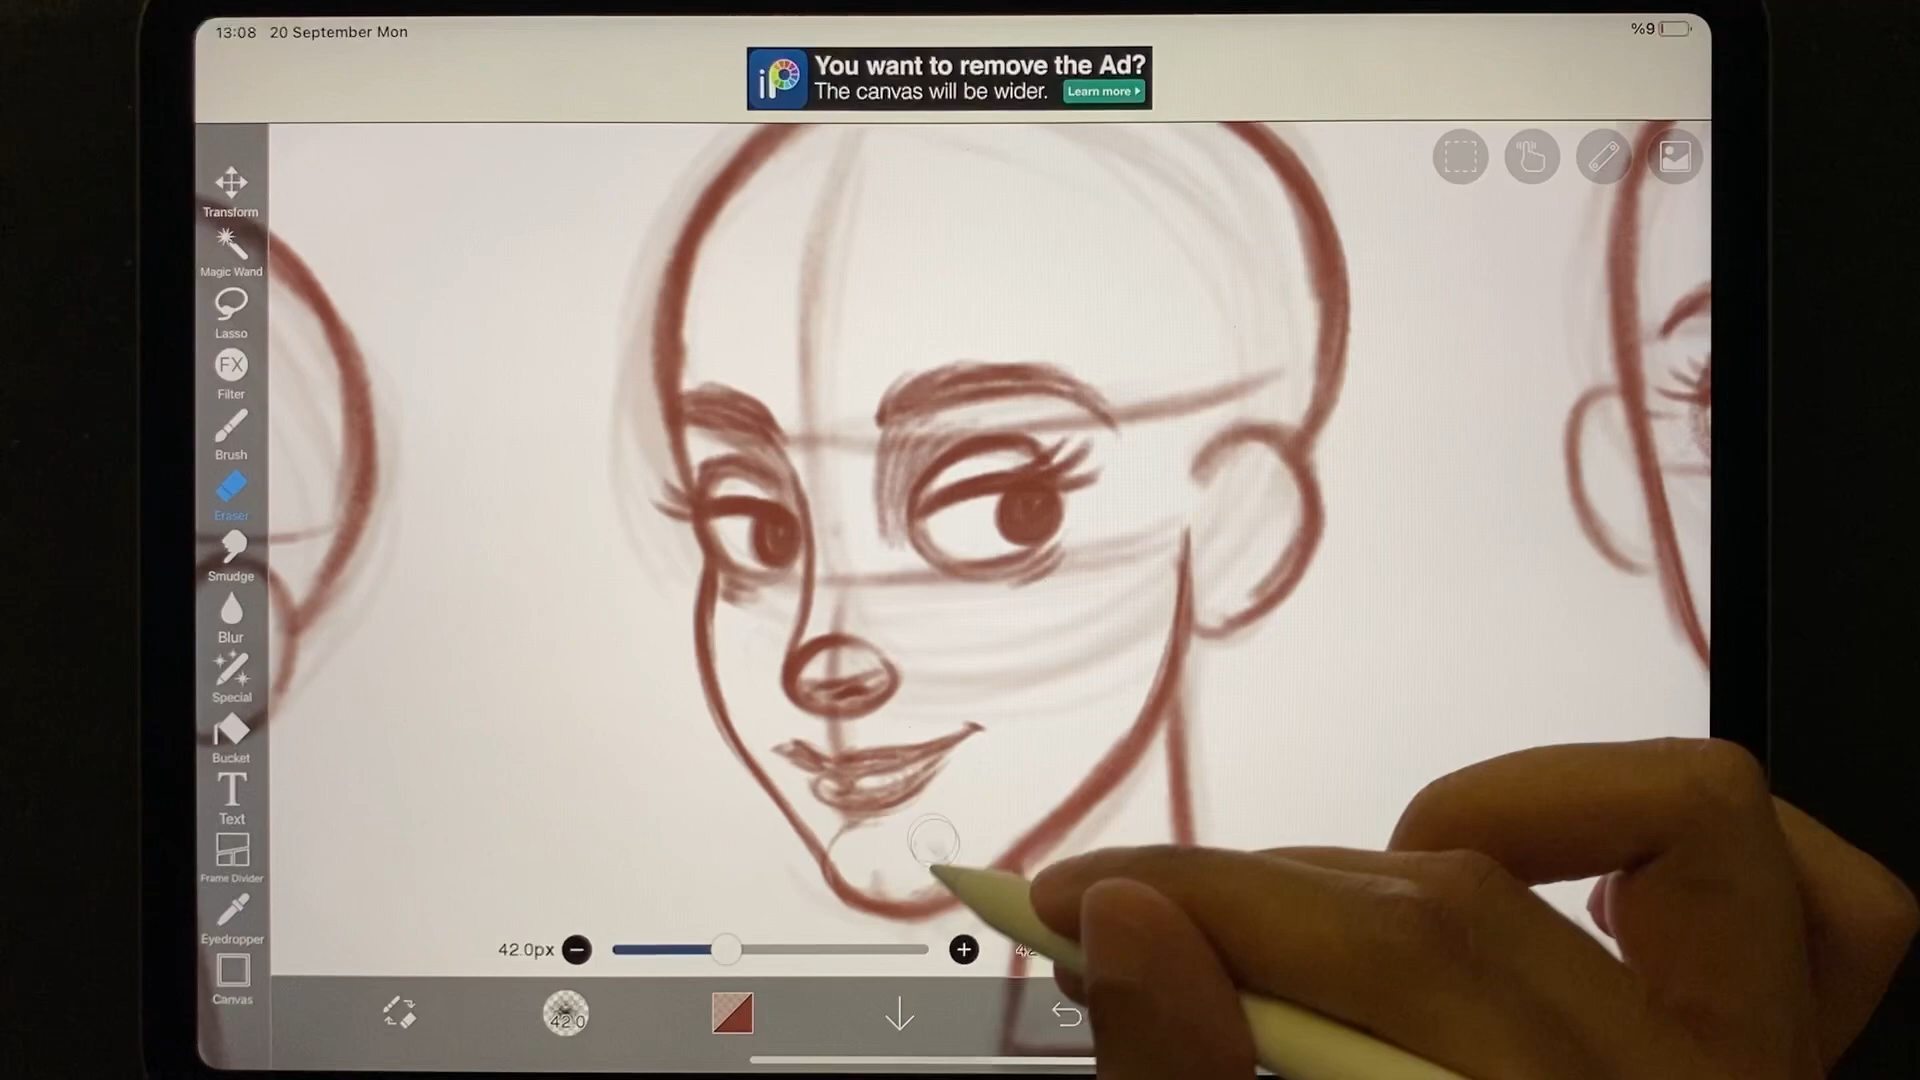 13:08 20 September Mon
%9
iP
You want to remove the Ad?
The canvas will be wider.
Learn more
Transform
Magic Wand
Lasso
FX
Filter
Brush
Eraser
Smudge
Blur
Special
Bucket
T
Text
Frame Divider
Eyedropper
Canvas
42.0px
42
42.0